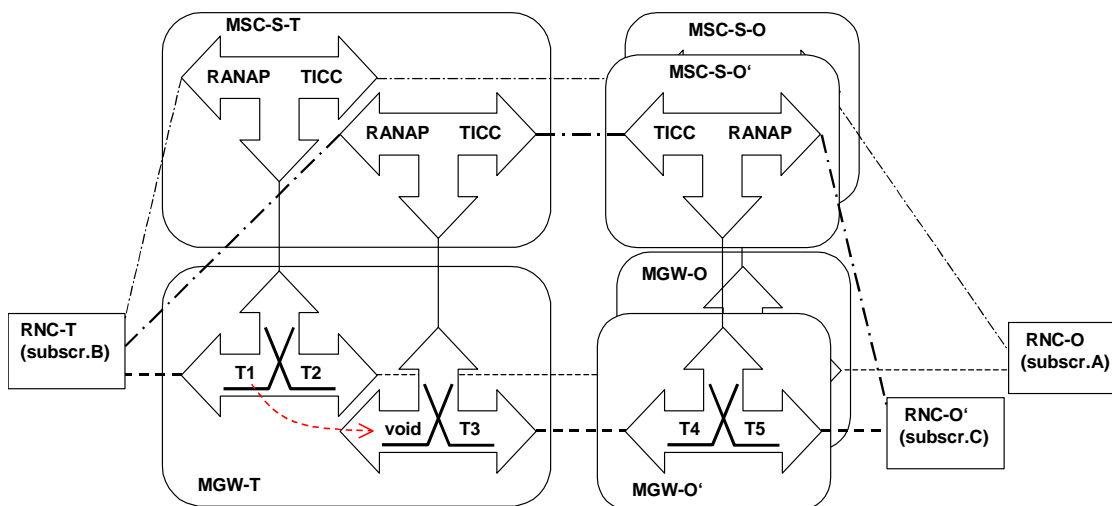 MSC-S-T
MSC-S-O
MSC-S-O‘
RANAP TICC
RANAP TICC
TICC RANAP
MGW-O
RNC-T
(subscr.B)
RNC-O
(subscr.A)
T1 T2
RNC-O‘
(subscr.C)
void T3
T4 T5
MGW-T
MGW-O‘